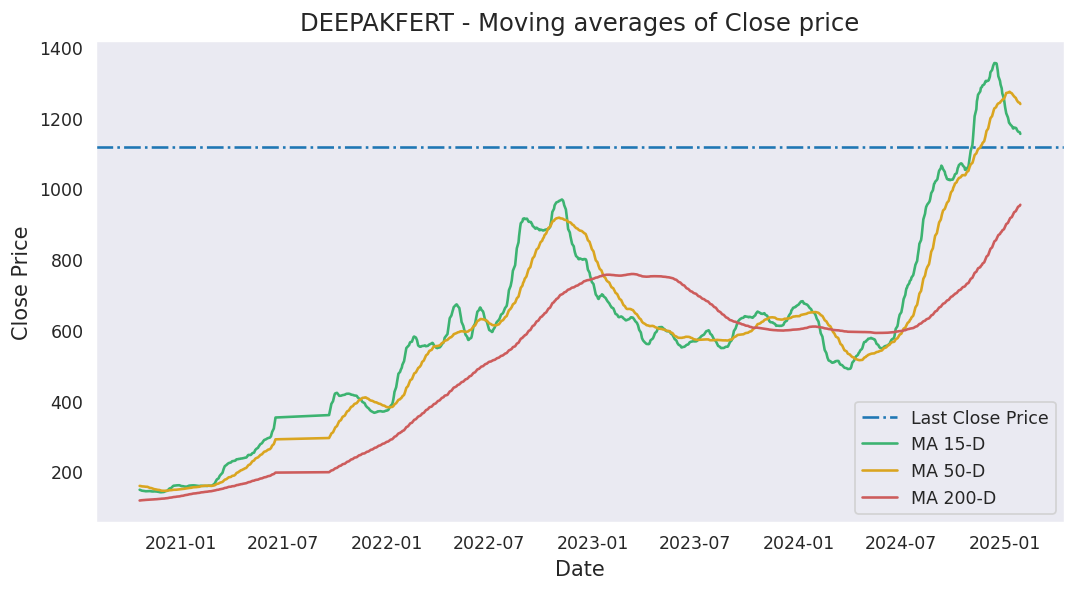 DEEPAKFERT - Moving averages of Close price
1400
1200
1000
800
600
400
200
Close Price
Last Close Price
MA 15-D
MA 50-D
MA 200-D
2021-01 2021-07 2022-01 2022-07 2023-01 2023-07 2024-01 2024-07 2025-01
Date